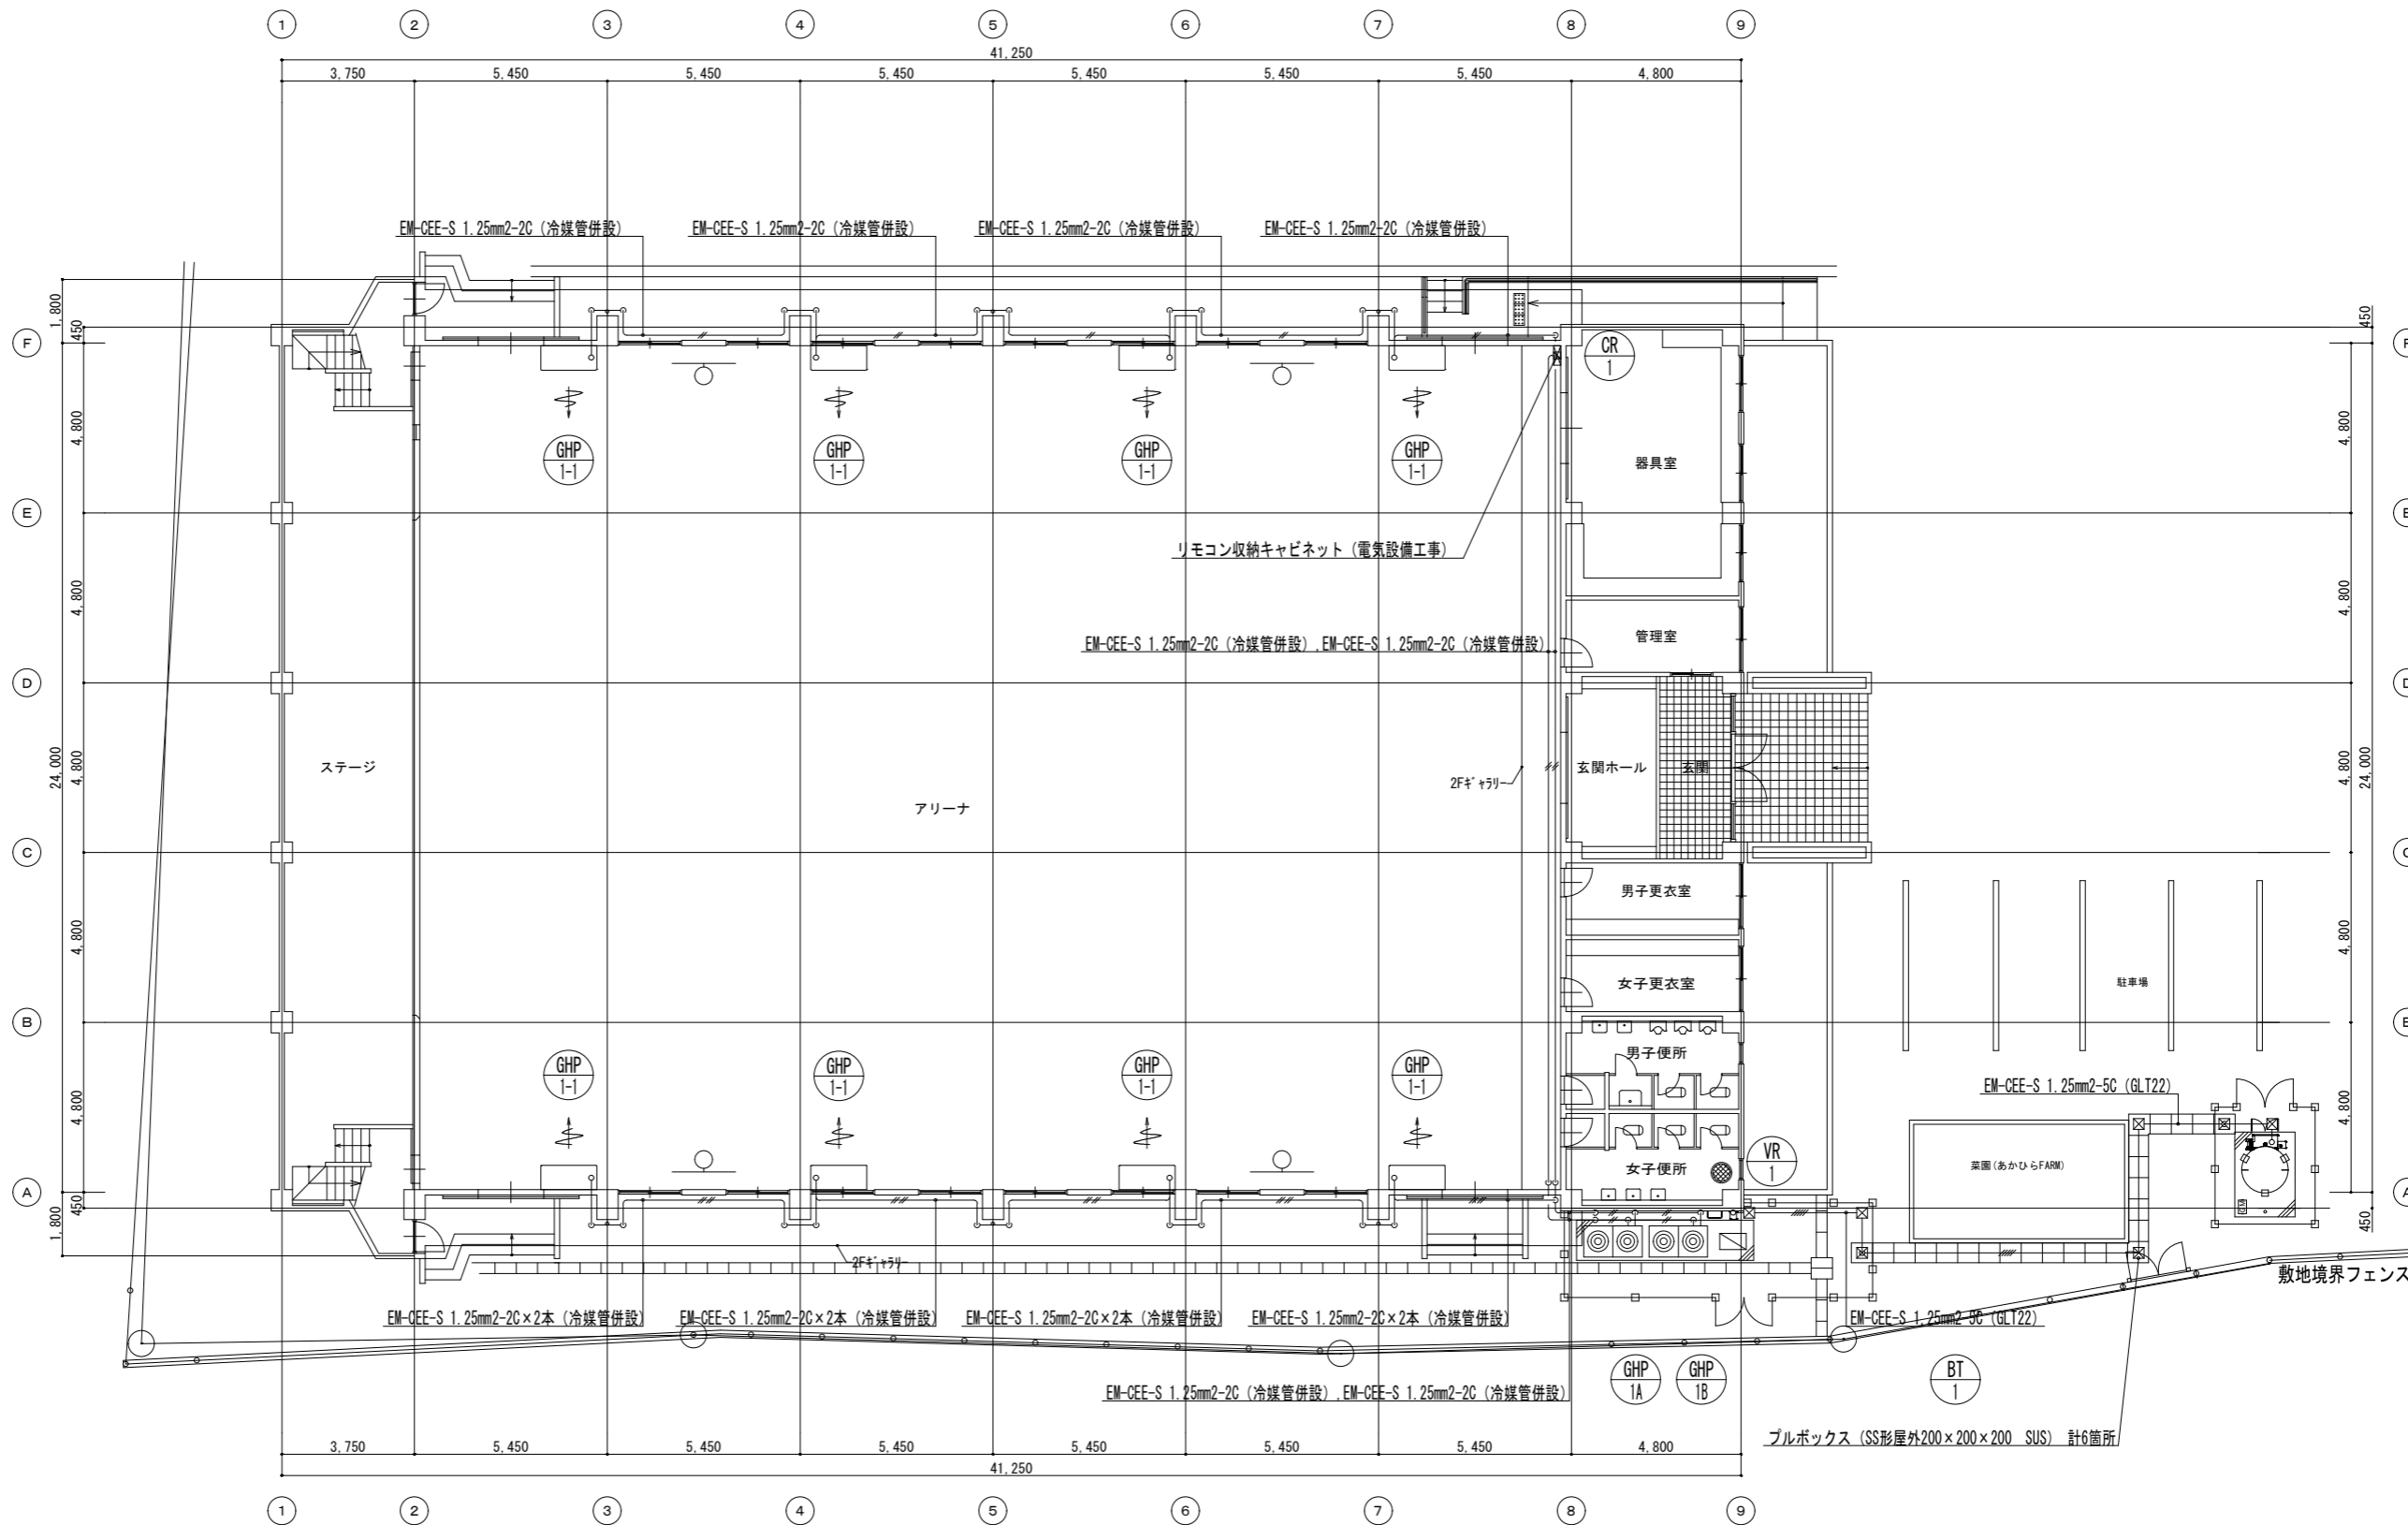 1 2 3 4 5 6 7 8 9
41,250
3,750 5,450 5,450 5,450 5,450 5,450 5,450 4,800
EM-CEE-S 1.25mm2-2C (冷媒管併設) EM-CEE-S 1.25mm2-2C (冷媒管併設) EM-CEE-S 1.25mm2-2C (冷媒管併設) EM-CEE-S 1.25mm2-2C (冷媒管併設)
1,800
450
450
F
CR
1
4,800
4,800
GHP
1-1
GHP
1-1
GHP
1-1
GHP
1-1
器具室
E
リモコン収納キャビネット (電気設備工事)
4,800
4,800
管理室
EM-CEE-S 1.25mm2-2C (冷媒管併設),EM-CEE-S 1.25mm2-2C (冷媒管併設)
D
24,000
4,800
ステージ
アリーナ
2Fギャラリー
玄関ホール
玄関
4,800
24,000
C
男子更衣室
4,800
4,800
女子更衣室
駐車場
B
男子便所
GHP
1-1
GHP
1-1
GHP
1-1
GHP
1-1
EM-CEE-S 1.25mm2-5C (GLT22)
4,800
4,800
女子便所
VR
1
菜園(あかひらFARM)
A
450
1,800
450
2Fギャラリー
敷地境界フェンス
EM-CEE-S 1.25mm2-2C×2本 (冷媒管併設) EM-CEE-S 1.25mm2-2C×2本 (冷媒管併設) EM-CEE-S 1.25mm2-2C×2本 (冷媒管併設) EM-CEE-S 1.25mm2-2C×2本 (冷媒管併設)
EM-CEE-S 1.25mm2-5C (GLT22)
GHP
1A
GHP
1B
BT
1
EM-CEE-S 1.25mm2-2C (冷媒管併設),EM-CEE-S 1.25mm2-2C (冷媒管併設)
プルボックス (SS形屋外200×200×200 SUS) 計6箇所
3,750 5,450 5,450 5,450 5,450 5,450 5,450 4,800
41,250
1 2 3 4 5 6 7 8 9